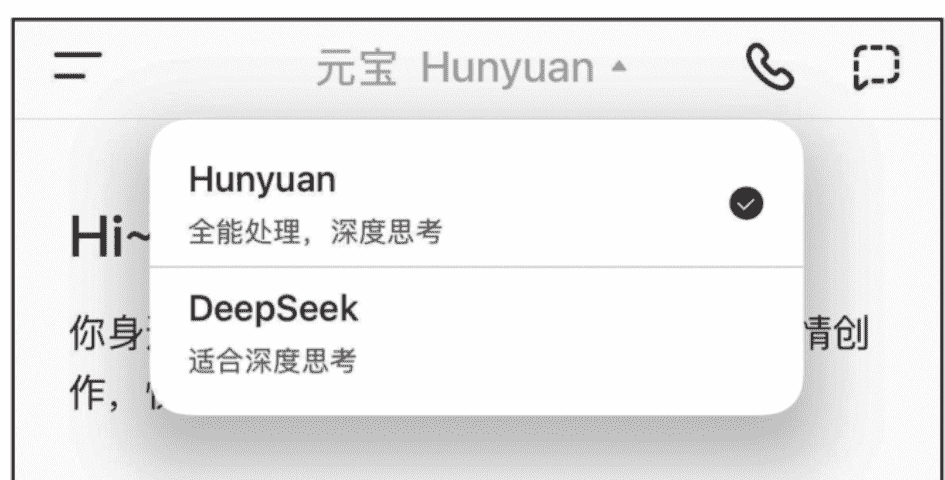 元宝 Hunyuan
Hunyuan
全能处理，深度思考
DeepSeek
适合深度思考
Hi~
你身 情创
作，